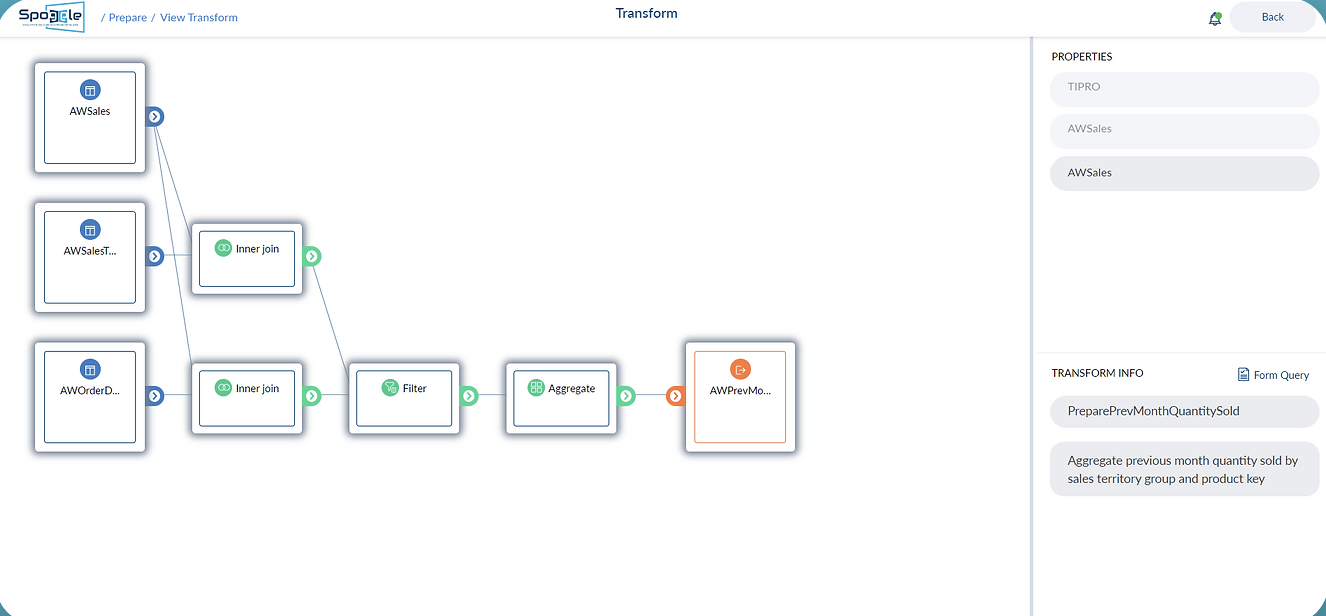 Spoggle
/ Prepare / View Transform
Transform
Back
AWSales
AWSalesT...
AWOrderD...
Inner join
Inner join
Filter
Aggregate
AWPrevMo...
PROPERTIES
TIPRO
AWSales
AWSales
TRANSFORM INFO
Form Query
PreparePrevMonthQuantitySold
Aggregate previous month quantity sold by
sales territory group and product key